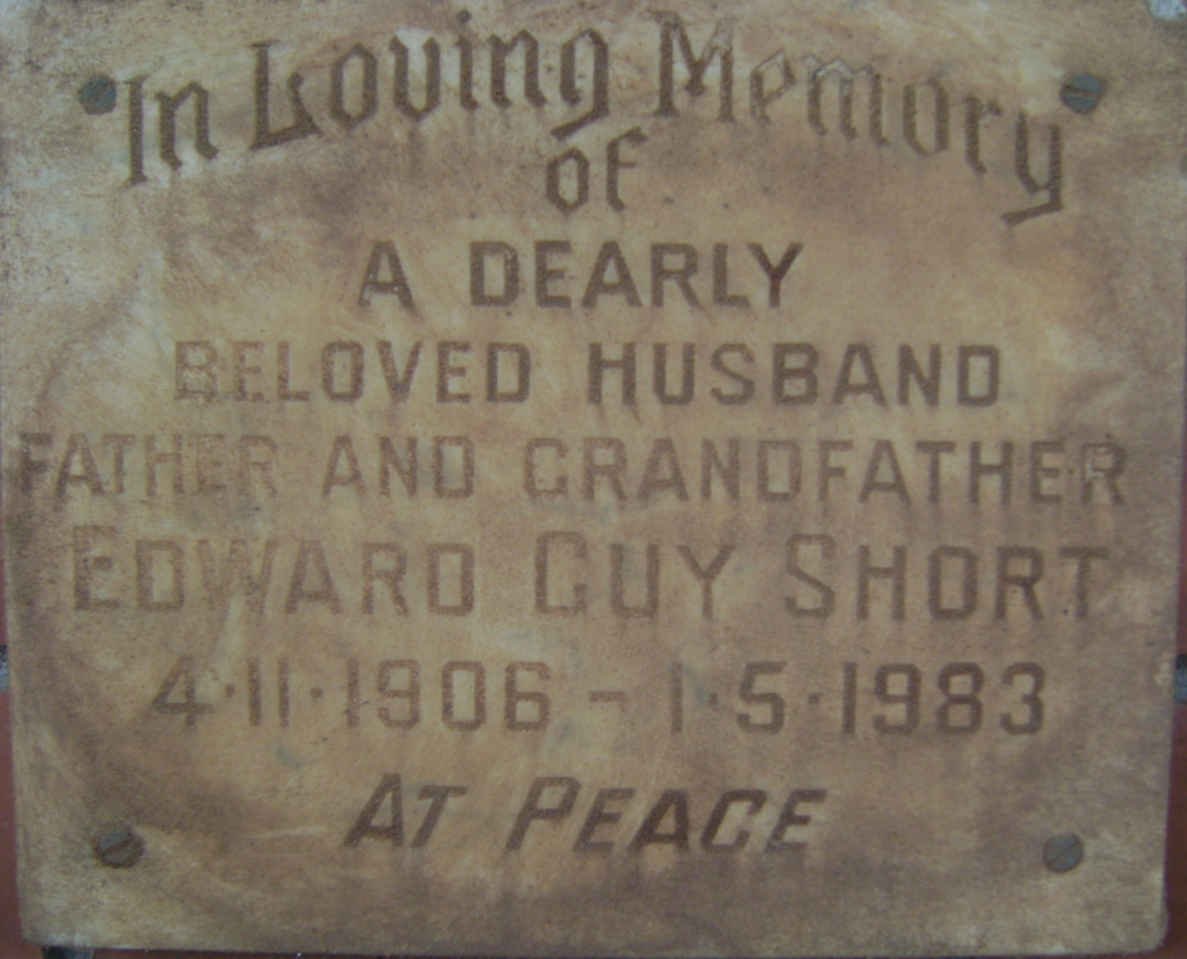 In Loving Memory
of
A DEARLY
BELOVED HUSBAND
FATHER AND GRANDFATHER
EDWARD GUY SHORT
4·11·1906 – 1·5·1983
AT PEACE